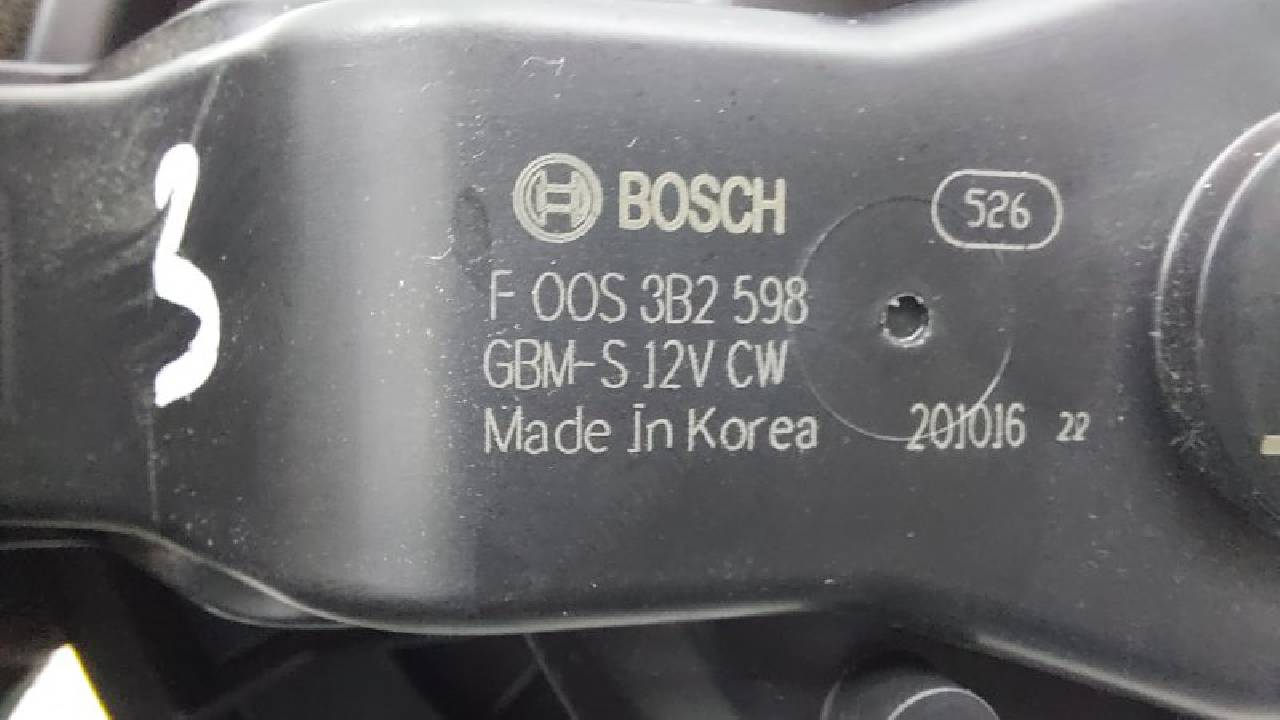 BOSCH
526
F 00S 3B2 598
GBM-S 12V CW
Made In Korea
201016 22
3